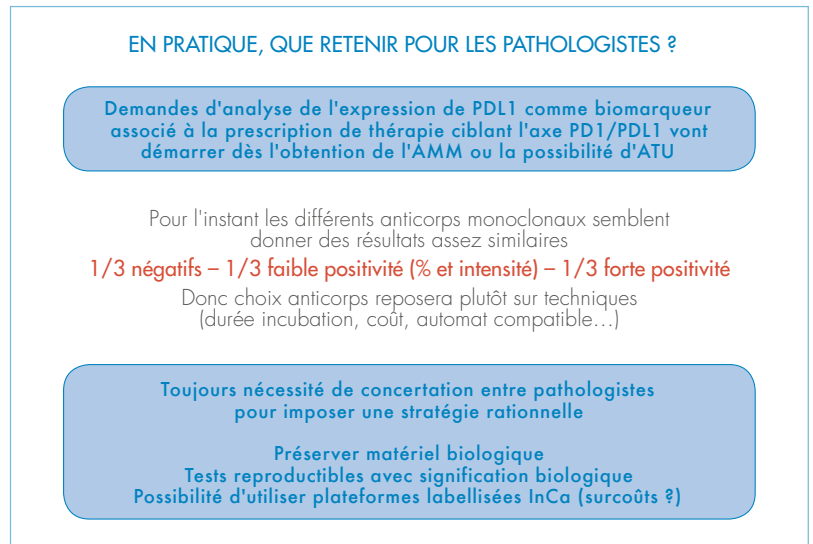 EN PRATIQUE, QUE RETENIR POUR LES PATHOLOGISTES ?
Demandes d'analyse de l'expression de PDL1 comme biomarqueur
associé à la prescription de thérapie ciblant l'axe PD1/PDL1 vont
démarrer dès l'obtention de l'AMM ou la possibilité d'ATU
Pour l'instant les différents anticorps monoclonaux semblent
donner des résultats assez similaires
1/3 négatifs – 1/3 faible positivité (% et intensité) – 1/3 forte positivité
Donc choix anticorps reposera plutôt sur techniques
(durée incubation, coût, automat compatible...)
Toujours nécessité de concertation entre pathologistes
pour imposer une stratégie rationnelle
Préserver matériel biologique
Tests reproductibles avec signification biologique
Possibilité d'utiliser plateformes labellisées InCa (surcoûts ?)